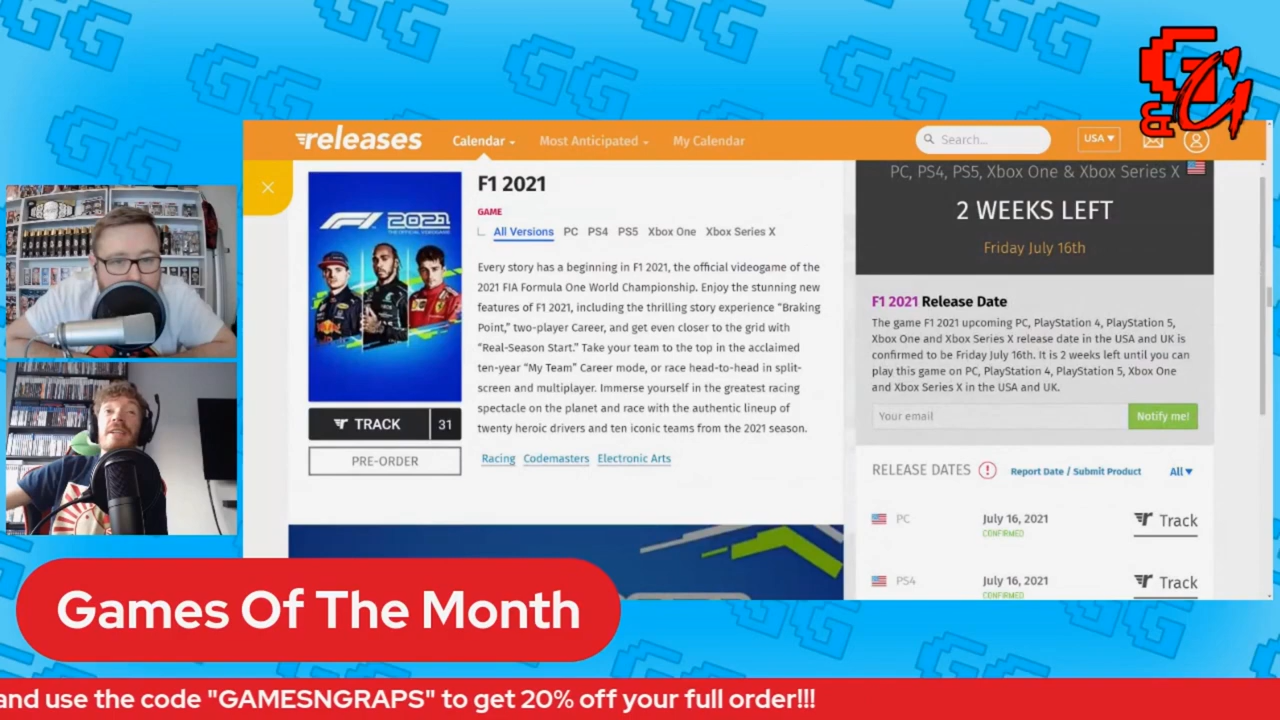 G
& G
releases
Calendar
Most Anticipated
My Calendar
Search...
USA
F1 2021
GAME
All Versions PC PS4 PS5 Xbox One Xbox Series X
Every story has a beginning in F1 2021, the official videogame of the
2021 FIA Formula One World Championship. Enjoy the stunning new
features of F1 2021, including the thrilling story experience “Braking
Point,” two-player Career, and get even closer to the grid with
“Real-Season Start.” Take your team to the top in the acclaimed
ten-year “My Team” Career mode, or race head-to-head in split-
screen and multiplayer. Immerse yourself in the greatest racing
spectacle on the planet and race with the authentic lineup of
twenty heroic drivers and ten iconic teams from the 2021 season.
Racing Codemasters Electronic Arts
F1 2021
THE OFFICIAL VIDEOGAME
TRACK 31
PRE-ORDER
PC, PS4, PS5, Xbox One & Xbox Series X
2 WEEKS LEFT
Friday July 16th
F1 2021 Release Date
The game F1 2021 upcoming PC, PlayStation 4, PlayStation 5,
Xbox One and Xbox Series X release date in the USA and UK is
confirmed to be Friday July 16th. It is 2 weeks left until you can
play this game on PC, PlayStation 4, PlayStation 5, Xbox One
and Xbox Series X in the USA and UK.
Your email
Notify me!
RELEASE DATES
Report Date / Submit Product
All
PC July 16, 2021 Track
CONFIRMED
PS4 July 16, 2021 Track
CONFIRMED
Games Of The Month
and use the code "GAMESNGRAPS" to get 20% off your full order!!!